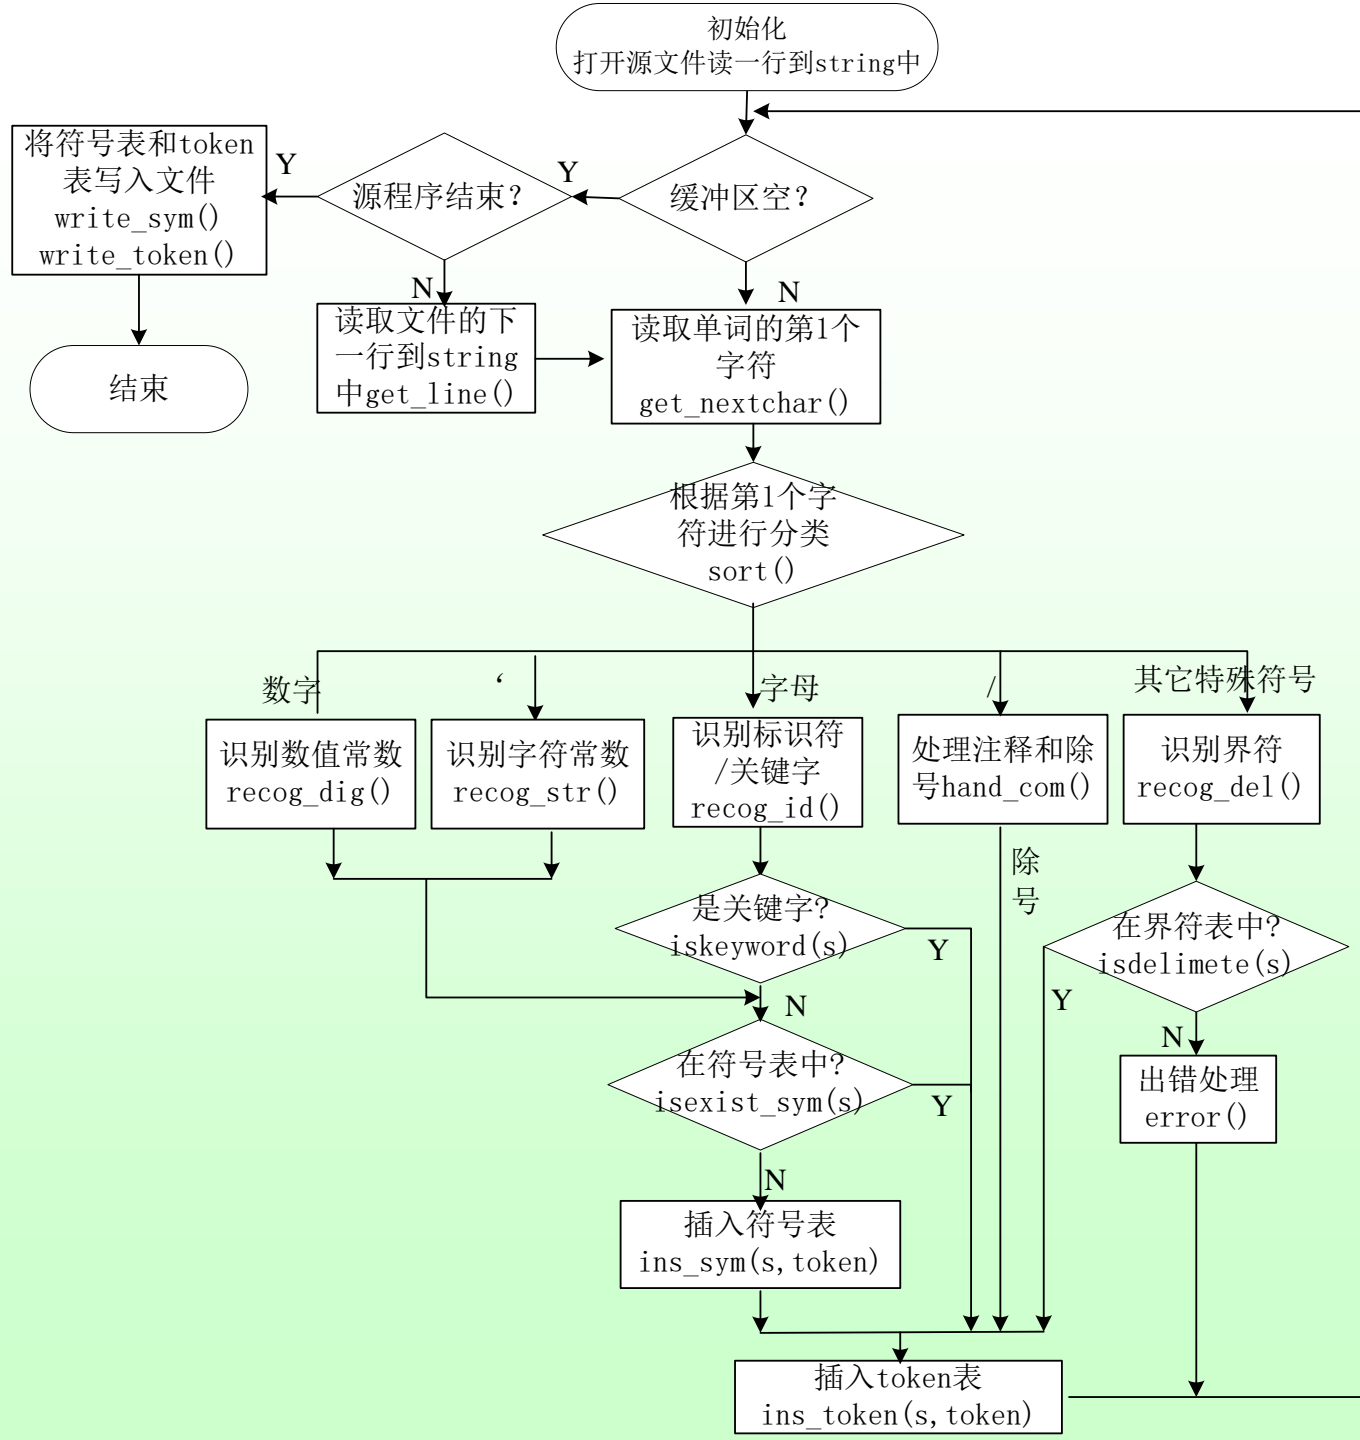 初始化
打开源文件读一行到string中
将符号表和token
表写入文件
write_sym()
write_token()
Y
源程序结束?
Y
缓冲区空?
N
N
读取文件的下
一行到string
中get_line()
读取单词的第1个
字符
get_nextchar()
结束
根据第1个字
符进行分类
sort()
数字
‘
字母
/
其它特殊符号
识别数值常数
recog_dig()
识别字符常数
recog_str()
识别标识符
/关键字
recog_id()
处理注释和除
号hand_com()
识别界符
recog_del()
除
号
是关键字?
iskeyword(s)
Y
在界符表中?
isdelimete(s)
Y
N
N
在符号表中?
isexist_sym(s)
Y
出错处理
error()
N
插入符号表
ins_sym(s,token)
插入token表
ins_token(s,token)